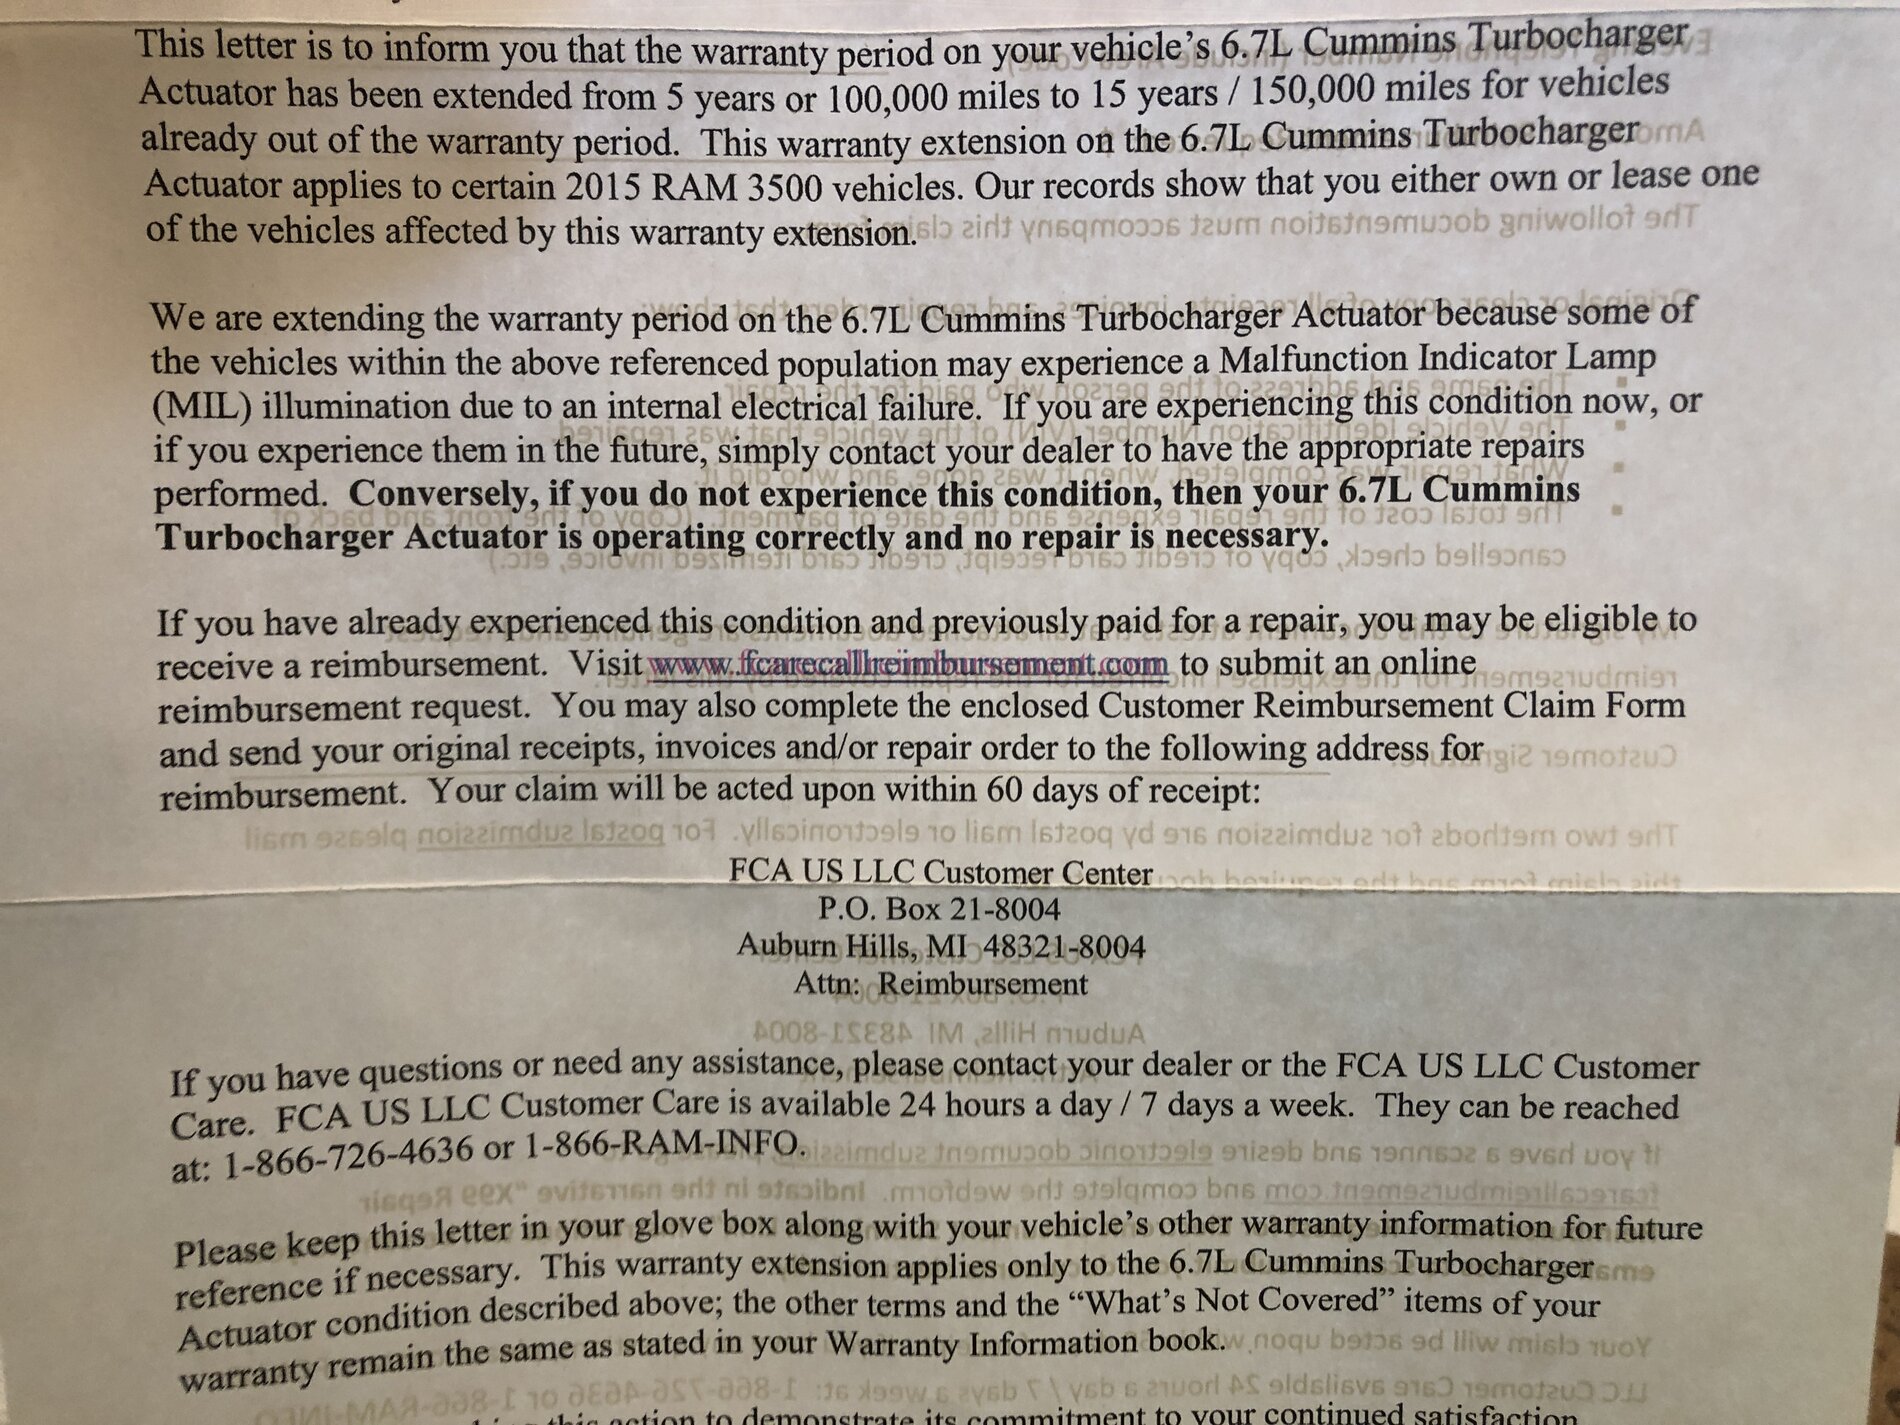 This letter is to inform you that the warranty period on your vehicle's 6.7L Cummins Turbocharger
Actuator has been extended from 5 years or 100,000 miles to 15 years / 150,000 miles for vehicles
already out of the warranty period.  This warranty extension on the 6.7L Cummins Turbocharger
Actuator applies to certain 2015 RAM 3500 vehicles. Our records show that you either own or lease one
of the vehicles affected by this warranty extension.
We are extending the warranty period on the 6.7L Cummins Turbocharger Actuator because some of
the vehicles within the above referenced population may experience a Malfunction Indicator Lamp
(MIL) illumination due to an internal electrical failure.  If you are experiencing this condition now, or
if you experience them in the future, simply contact your dealer to have the appropriate repairs
performed.  Conversely, if you do not experience this condition, then your 6.7L Cummins
Turbocharger Actuator is operating correctly and no repair is necessary.
If you have already experienced this condition and previously paid for a repair, you may be eligible to
receive a reimbursement.  Visit www.fcarecallreimbursement.com to submit an online
reimbursement request.  You may also complete the enclosed Customer Reimbursement Claim Form
and send your original receipts, invoices and/or repair order to the following address for
reimbursement.  Your claim will be acted upon within 60 days of receipt:
FCA US LLC Customer Center
P.O. Box 21-8004
Auburn Hills, MI  48321-8004
Attn:  Reimbursement
If you have questions or need any assistance, please contact your dealer or the FCA US LLC Customer
Care.  FCA US LLC Customer Care is available 24 hours a day / 7 days a week.  They can be reached
at: 1-866-726-4636 or 1-866-RAM-INFO.
Please keep this letter in your glove box along with your vehicle's other warranty information for future
reference if necessary.  This warranty extension applies only to the 6.7L Cummins Turbocharger
Actuator condition described above; the other terms and the “What's Not Covered” items of your
warranty remain the same as stated in your Warranty Information book.
this action to demonstrate its commitment to your continued satisfaction